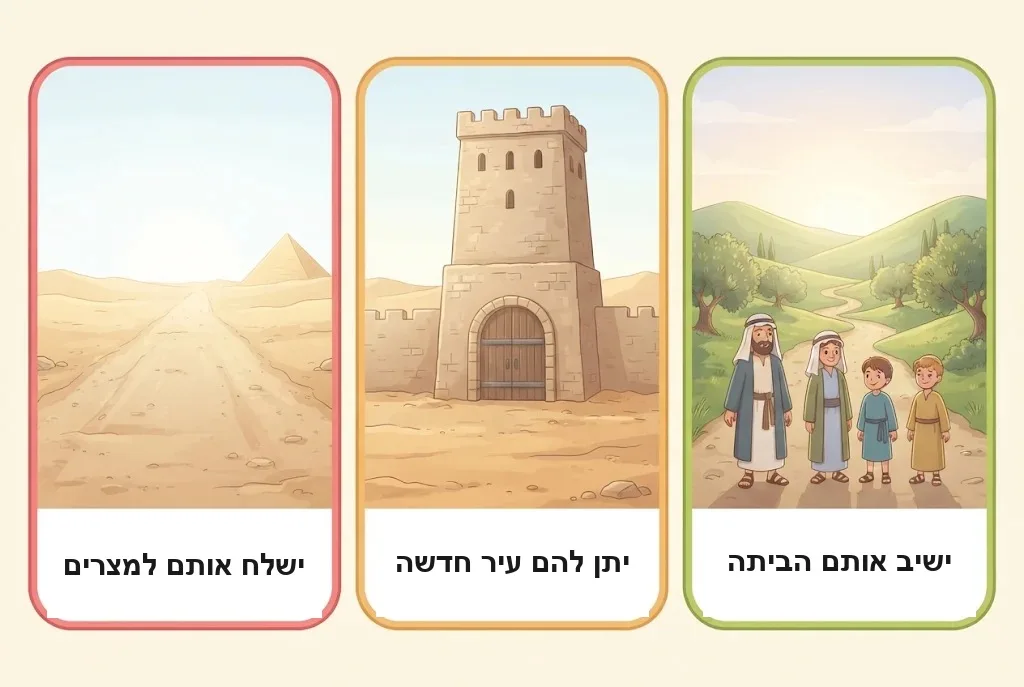 ישיב אותם הביתה
יתן להם עיר חדשה
ישלח אותם למצרים